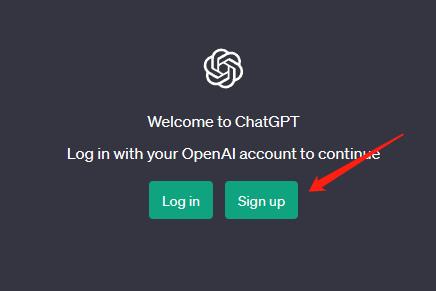 Welcome to ChatGPT
Log in with your OpenAI account to continue
Log in
Sign up